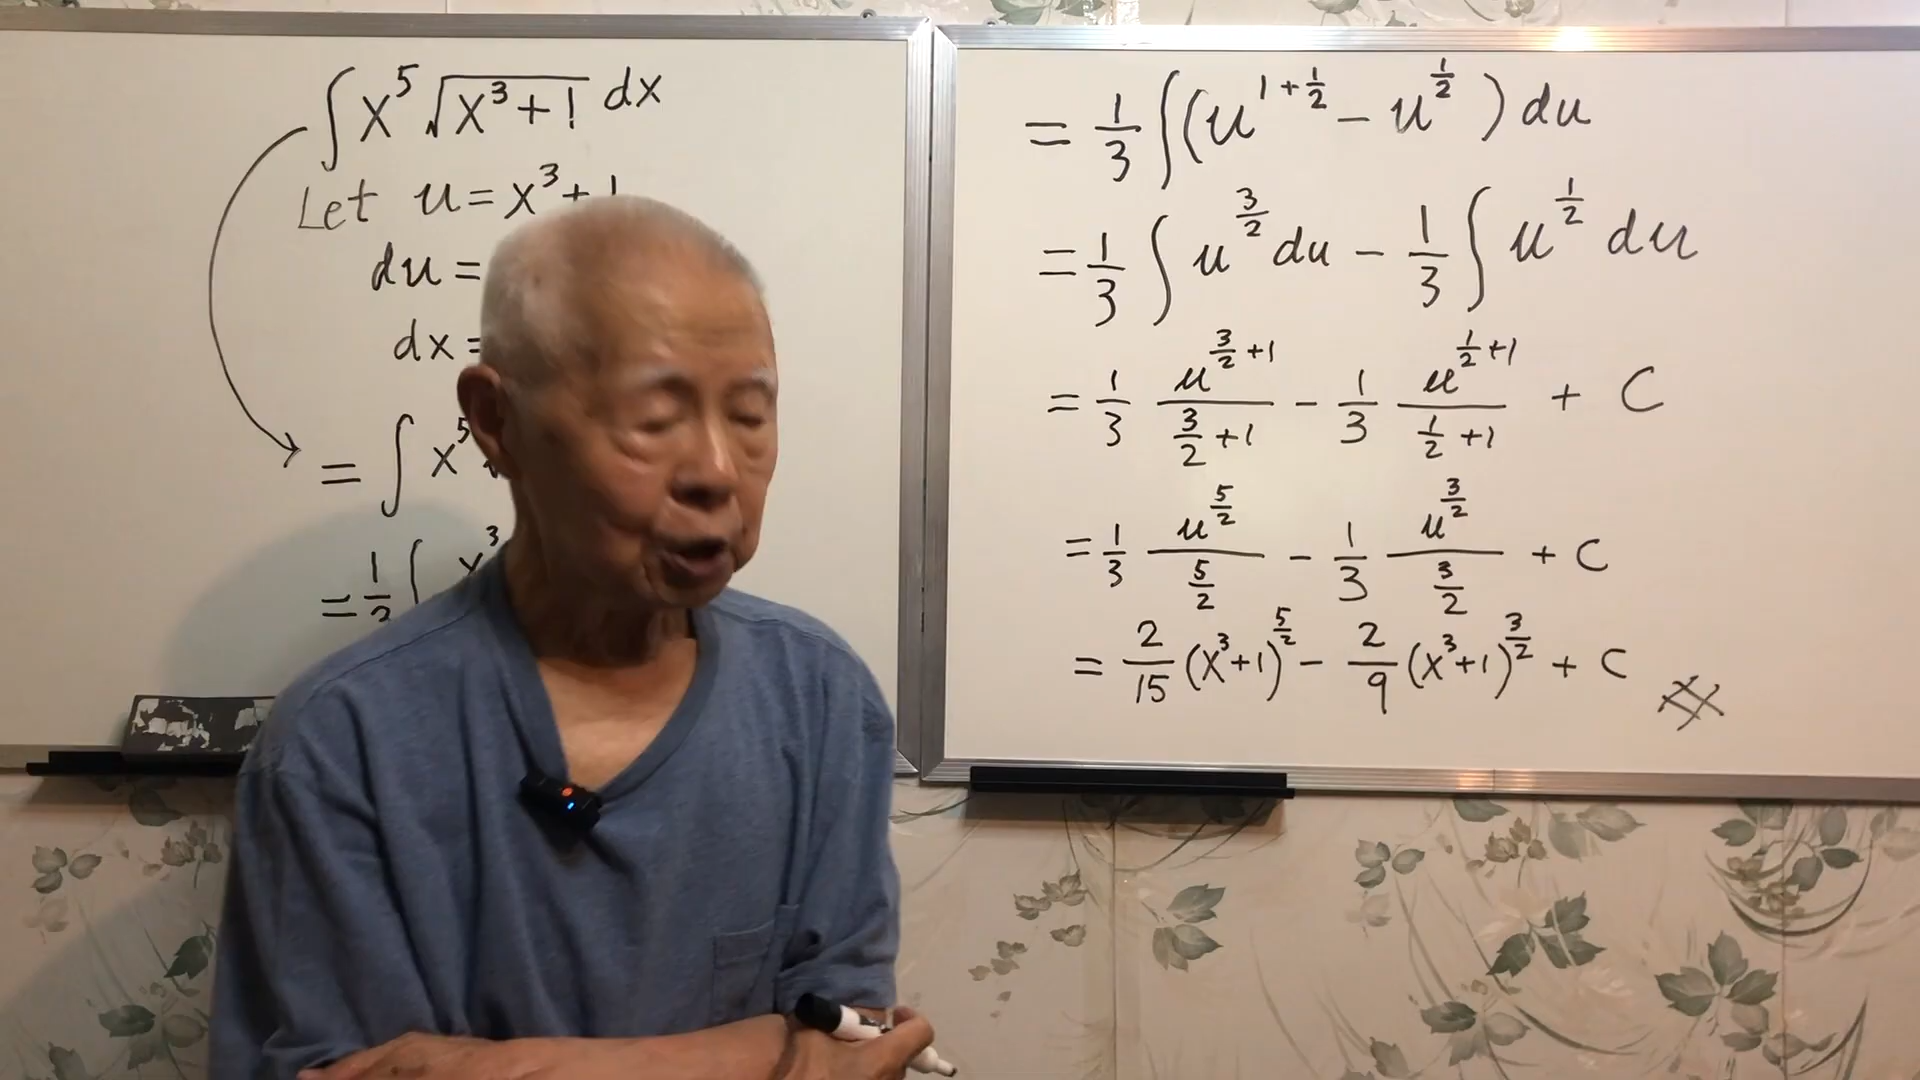 ∫ x⁵ √(x³+1) dx
Let u = x³+1
du =
dx =
= ∫ x⁵
= 1/2 ∫ x³
= 1/3 ∫ (u^(1+1/2) − u^(1/2)) du
= 1/3 ∫ u^(3/2) du − 1/3 ∫ u^(1/2) du
= 1/3 u^(3/2+1)/(3/2+1) − 1/3 u^(1/2+1)/(1/2+1) + C
= 1/3 u^(5/2)/(5/2) − 1/3 u^(3/2)/(3/2) + C
= 2/15 (x³+1)^(5/2) − 2/9 (x³+1)^(3/2) + C